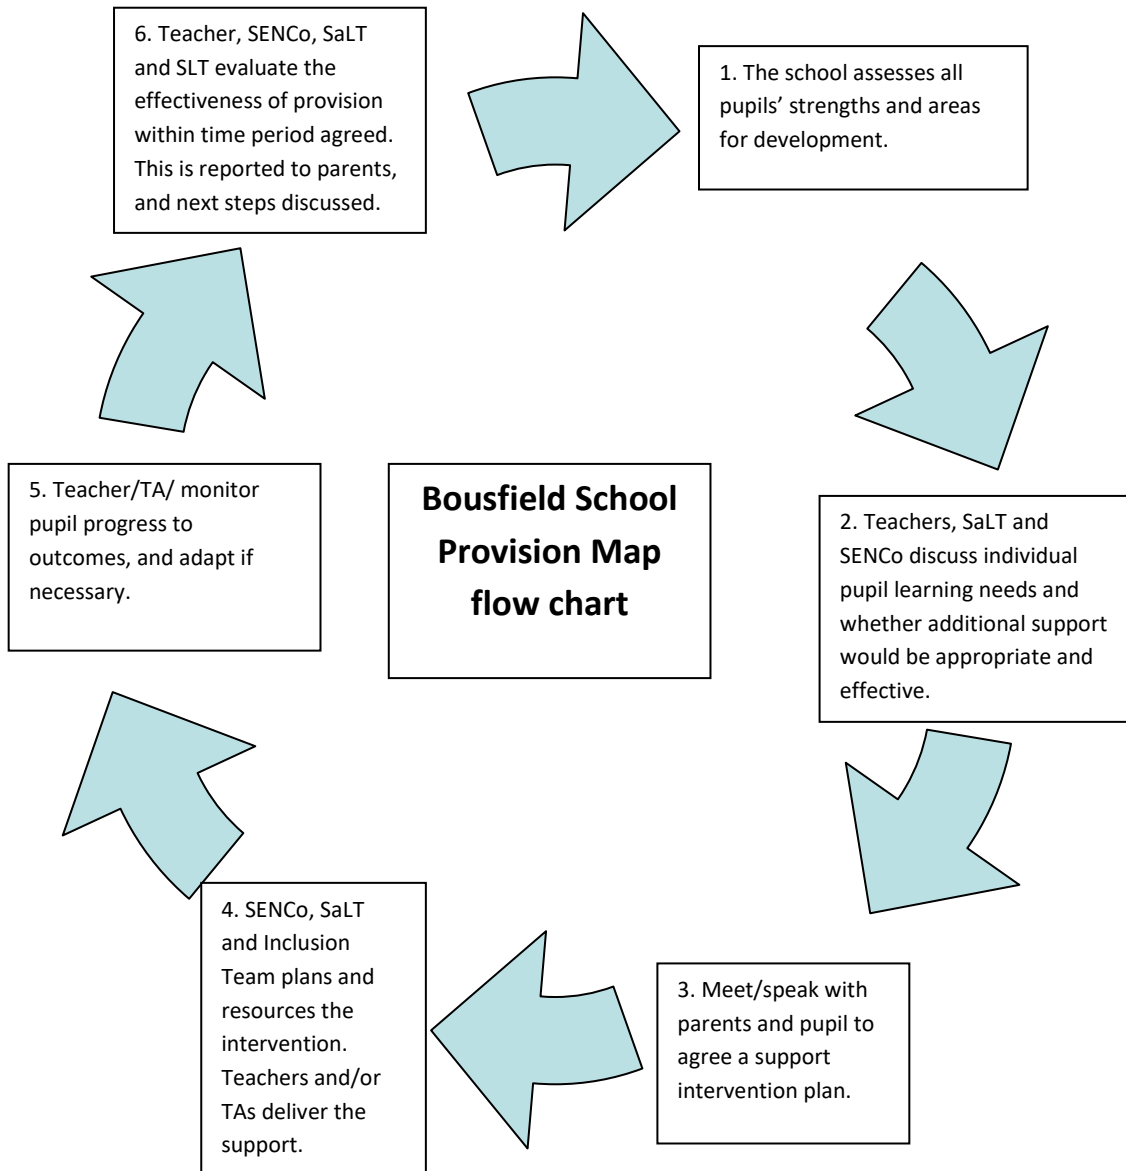 Bousfield School
Provision Map
flow chart
1. The school assesses all
pupils’ strengths and areas
for development.
2. Teachers, SaLT and
SENCo discuss individual
pupil learning needs and
whether additional support
would be appropriate and
effective.
3. Meet/speak with
parents and pupil to
agree a support
intervention plan.
4. SENCo, SaLT
and Inclusion
Team plans and
resources the
intervention.
Teachers and/or
TAs deliver the
support.
5. Teacher/TA/ monitor
pupil progress to
outcomes, and adapt if
necessary.
6. Teacher, SENCo, SaLT
and SLT evaluate the
effectiveness of provision
within time period agreed.
This is reported to parents,
and next steps discussed.